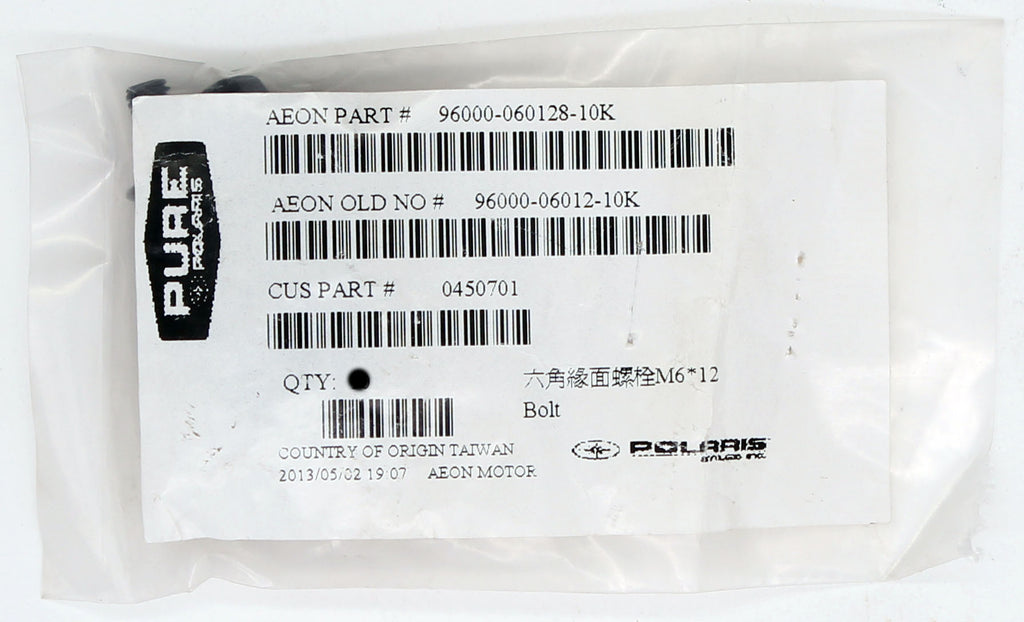 AEON PART # 96000-060128-10K
AEON OLD NO # 96000-06012-10K
PURE
POLARIS
CUS PART # 0450701
QTY:
六角緣面螺栓M6*12
Bolt
COUNTRY OF ORIGIN TAIWAN
2013/05/02 19:07 AEON MOTOR
POLARIS